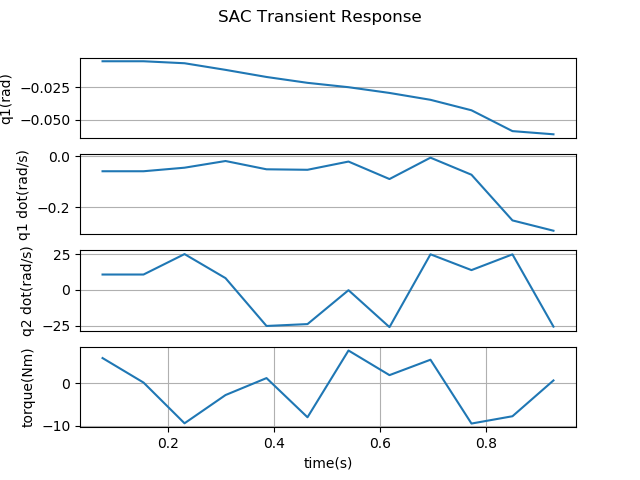 SAC Transient Response
q1(rad)
−0.025
−0.050
q1 dot(rad/s)
0.0
−0.2
q2 dot(rad/s)
25
0
−25
torque(Nm)
0
−10
0.2 0.4 0.6 0.8
time(s)